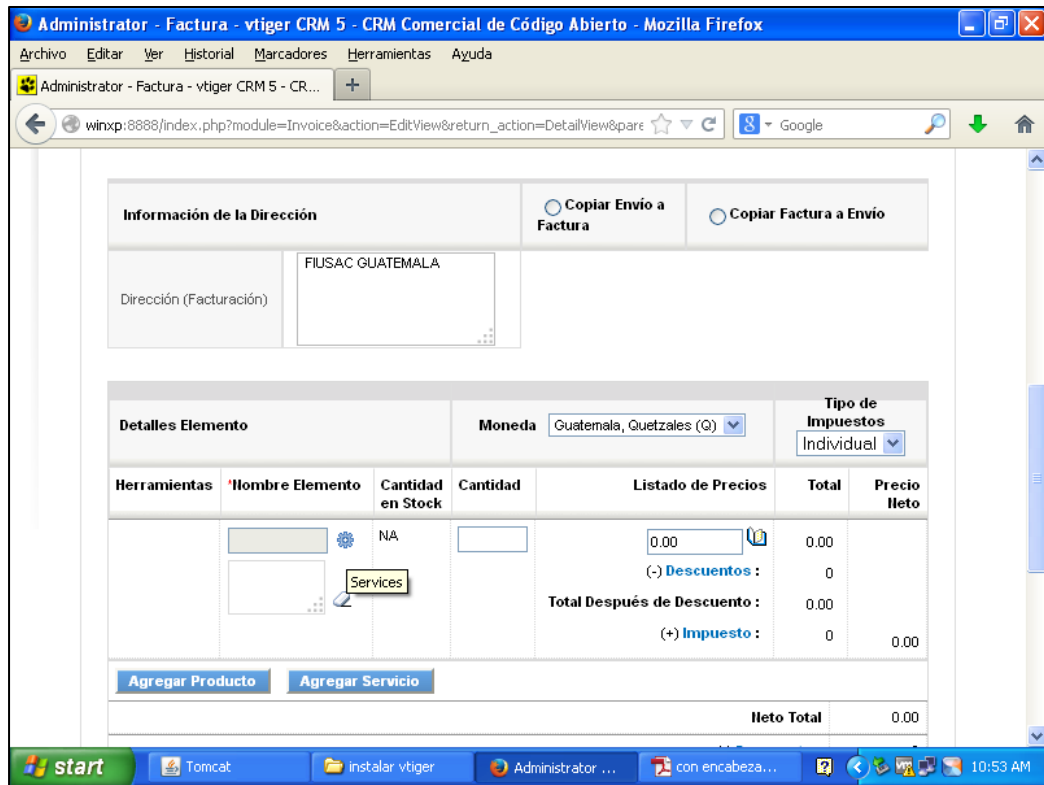 Administrator - Factura - vtiger CRM 5 - CRM Comercial de Código Abierto - Mozilla Firefox
Archivo Editar Ver Historial Marcadores Herramientas Ayuda
Administrator - Factura - vtiger CRM 5 - CR... +
winxp:8888/index.php?module=Invoice&action=EditView&return_action=DetailView&pare
8 Google
Información de la Dirección
Copiar Envío a Factura
Copiar Factura a Envío
Dirección (Facturación)
FIUSAC GUATEMALA
Detalles Elemento
Moneda Guatemala, Quetzales (Q)
Tipo de Impuestos
Individual
Herramientas *Nombre Elemento Cantidad en Stock Cantidad Listado de Precios Total Precio Neto
NA 0.00 0.00
(-) Descuentos : 0
Services
Total Después de Descuento : 0.00
(+) Impuesto : 0 0.00
Agregar Producto Agregar Servicio
Neto Total 0.00
start Tomcat instalar vtiger Administrator ... con encabeza... ? 10:53 AM